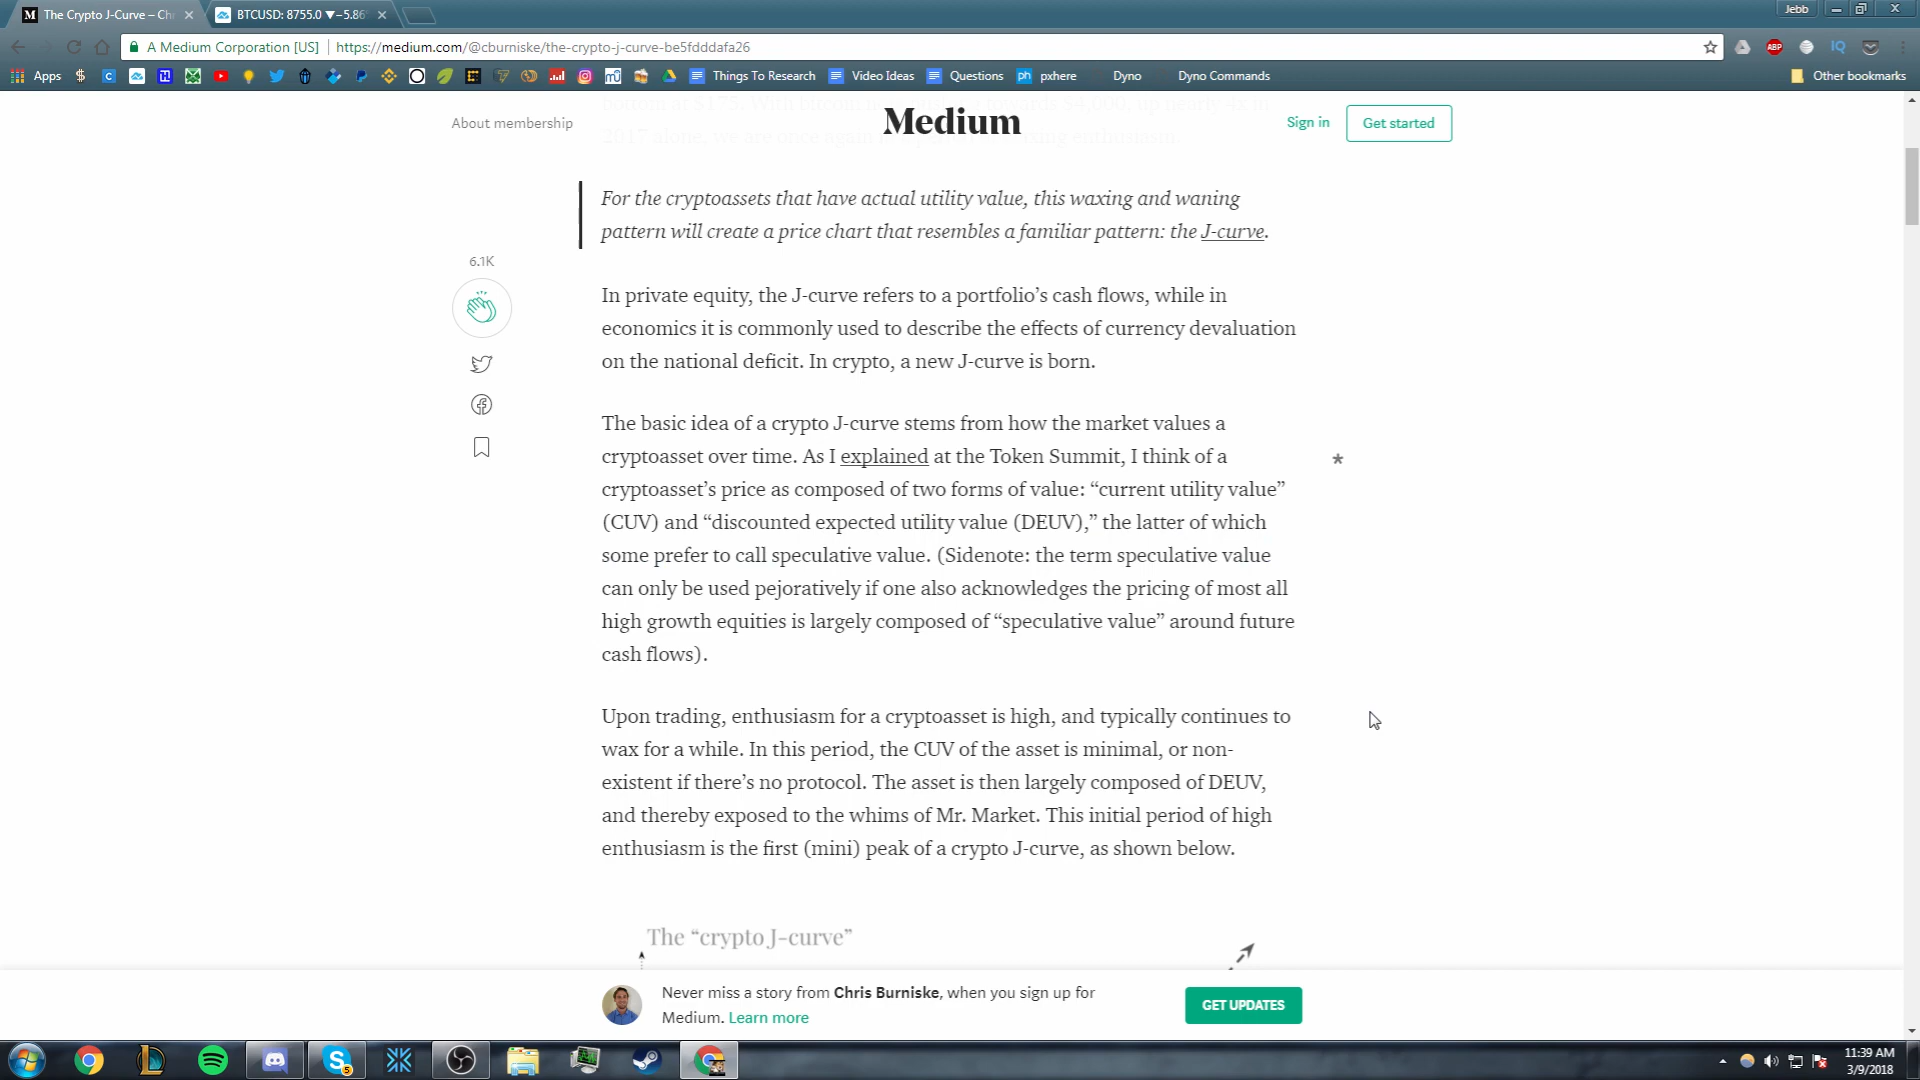 The Crypto J-Curve – Ch
BTCUSD: 8755.0 ▼−5.86
Jebb
A Medium Corporation [US]
https://medium.com/@cburniske/the-crypto-j-curve-be5fdddafa26
ABP
IQ
Apps
Things To Research
Video Ideas
Questions
ph
pxhere
Dyno
Dyno Commands
Other bookmarks
2017 alone, we are once again
About membership
Medium
Sign in
Get started
For the cryptoassets that have actual utility value, this waxing and waning
pattern will create a price chart that resembles a familiar pattern: the J-curve.
6.1K
In private equity, the J-curve refers to a portfolio’s cash flows, while in
economics it is commonly used to describe the effects of currency devaluation
on the national deficit. In crypto, a new J-curve is born.
The basic idea of a crypto J-curve stems from how the market values a
cryptoasset over time. As I explained at the Token Summit, I think of a
*
cryptoasset’s price as composed of two forms of value: “current utility value”
(CUV) and “discounted expected utility value (DEUV),” the latter of which
some prefer to call speculative value. (Sidenote: the term speculative value
can only be used pejoratively if one also acknowledges the pricing of most all
high growth equities is largely composed of “speculative value” around future
cash flows).
Upon trading, enthusiasm for a cryptoasset is high, and typically continues to
wax for a while. In this period, the CUV of the asset is minimal, or non-
existent if there’s no protocol. The asset is then largely composed of DEUV,
and thereby exposed to the whims of Mr. Market. This initial period of high
enthusiasm is the first (mini) peak of a crypto J-curve, as shown below.
The “crypto J-curve”
Never miss a story from Chris Burniske, when you sign up for
Medium. Learn more
GET UPDATES
5
11:39 AM
3/9/2018